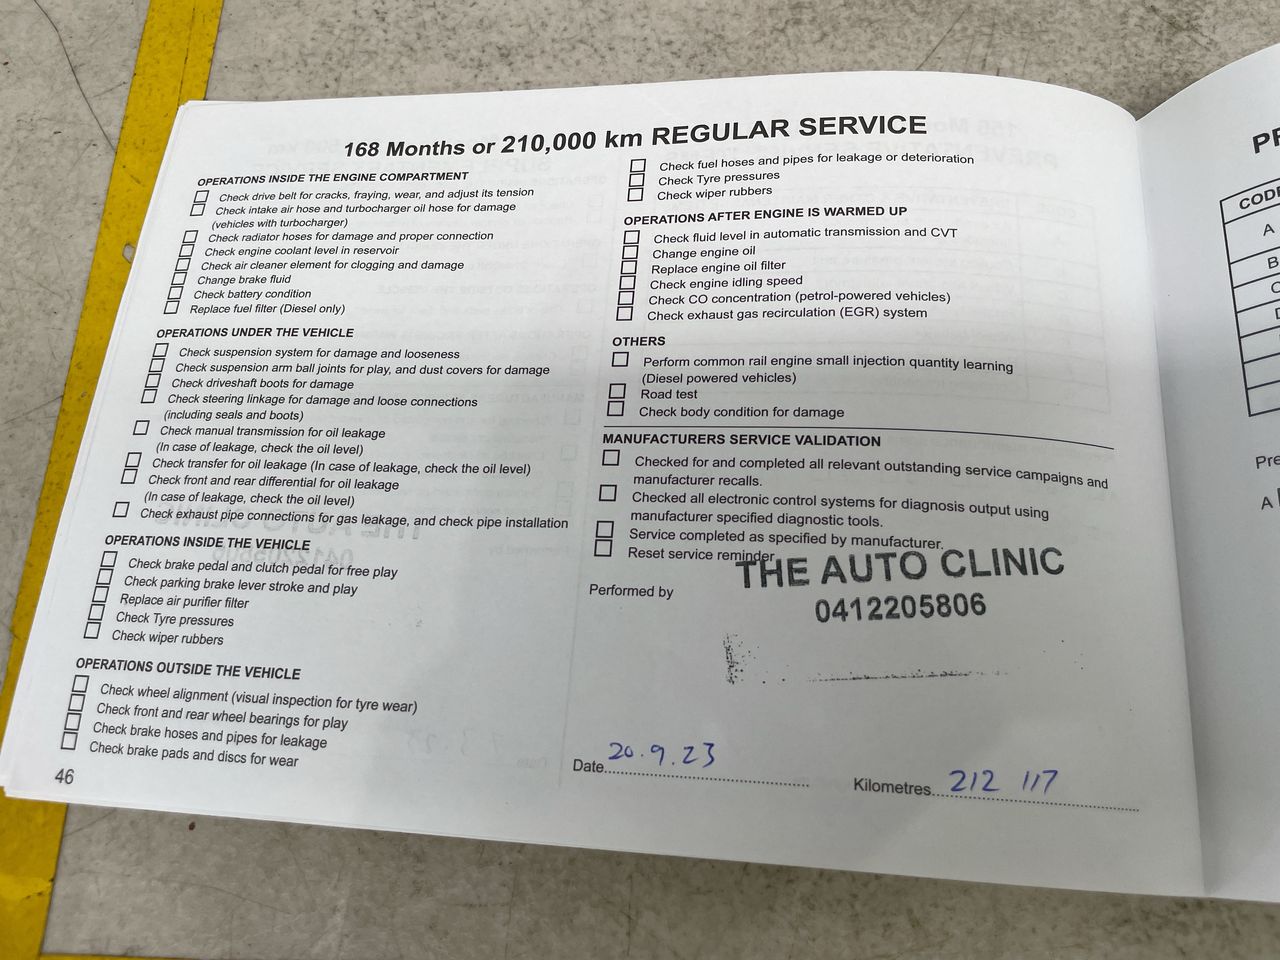 168 Months or 210,000 km REGULAR SERVICE
OPERATIONS INSIDE THE ENGINE COMPARTMENT
Check drive belt for cracks, fraying, wear, and adjust its tension
Check intake air hose and turbocharger oil hose for damage
(vehicles with turbocharger)
Check radiator hoses for damage and proper connection
Check engine coolant level in reservoir
Check air cleaner element for clogging and damage
Change brake fluid
Check battery condition
Replace fuel filter (Diesel only)
OPERATIONS UNDER THE VEHICLE
Check suspension system for damage and looseness
Check suspension arm ball joints for play, and dust covers for damage
Check driveshaft boots for damage
Check steering linkage for damage and loose connections
(including seals and boots)
Check manual transmission for oil leakage
(In case of leakage, check the oil level)
Check transfer for oil leakage (In case of leakage, check the oil level)
Check front and rear differential for oil leakage
(In case of leakage, check the oil level)
Check exhaust pipe connections for gas leakage, and check pipe installation
OPERATIONS INSIDE THE VEHICLE
Check brake pedal and clutch pedal for free play
Check parking brake lever stroke and play
Replace air purifier filter
Check Tyre pressures
Check wiper rubbers
OPERATIONS OUTSIDE THE VEHICLE
Check wheel alignment (visual inspection for tyre wear)
Check front and rear wheel bearings for play
Check brake hoses and pipes for leakage
Check brake pads and discs for wear
46
Check fuel hoses and pipes for leakage or deterioration
Check Tyre pressures
Check wiper rubbers
OPERATIONS AFTER ENGINE IS WARMED UP
Check fluid level in automatic transmission and CVT
Change engine oil
Replace engine oil filter
Check engine idling speed
Check CO concentration (petrol-powered vehicles)
Check exhaust gas recirculation (EGR) system
OTHERS
Perform common rail engine small injection quantity learning
(Diesel powered vehicles)
Road test
Check body condition for damage
MANUFACTURERS SERVICE VALIDATION
Checked for and completed all relevant outstanding service campaigns and
manufacturer recalls.
Checked all electronic control systems for diagnosis output using
manufacturer specified diagnostic tools.
Service completed as specified by manufacturer.
Reset service reminder
THE AUTO CLINIC
0412205806
Performed by
Date 20.9.23
Kilometres 212 117
CODE
A
B
Pre
A